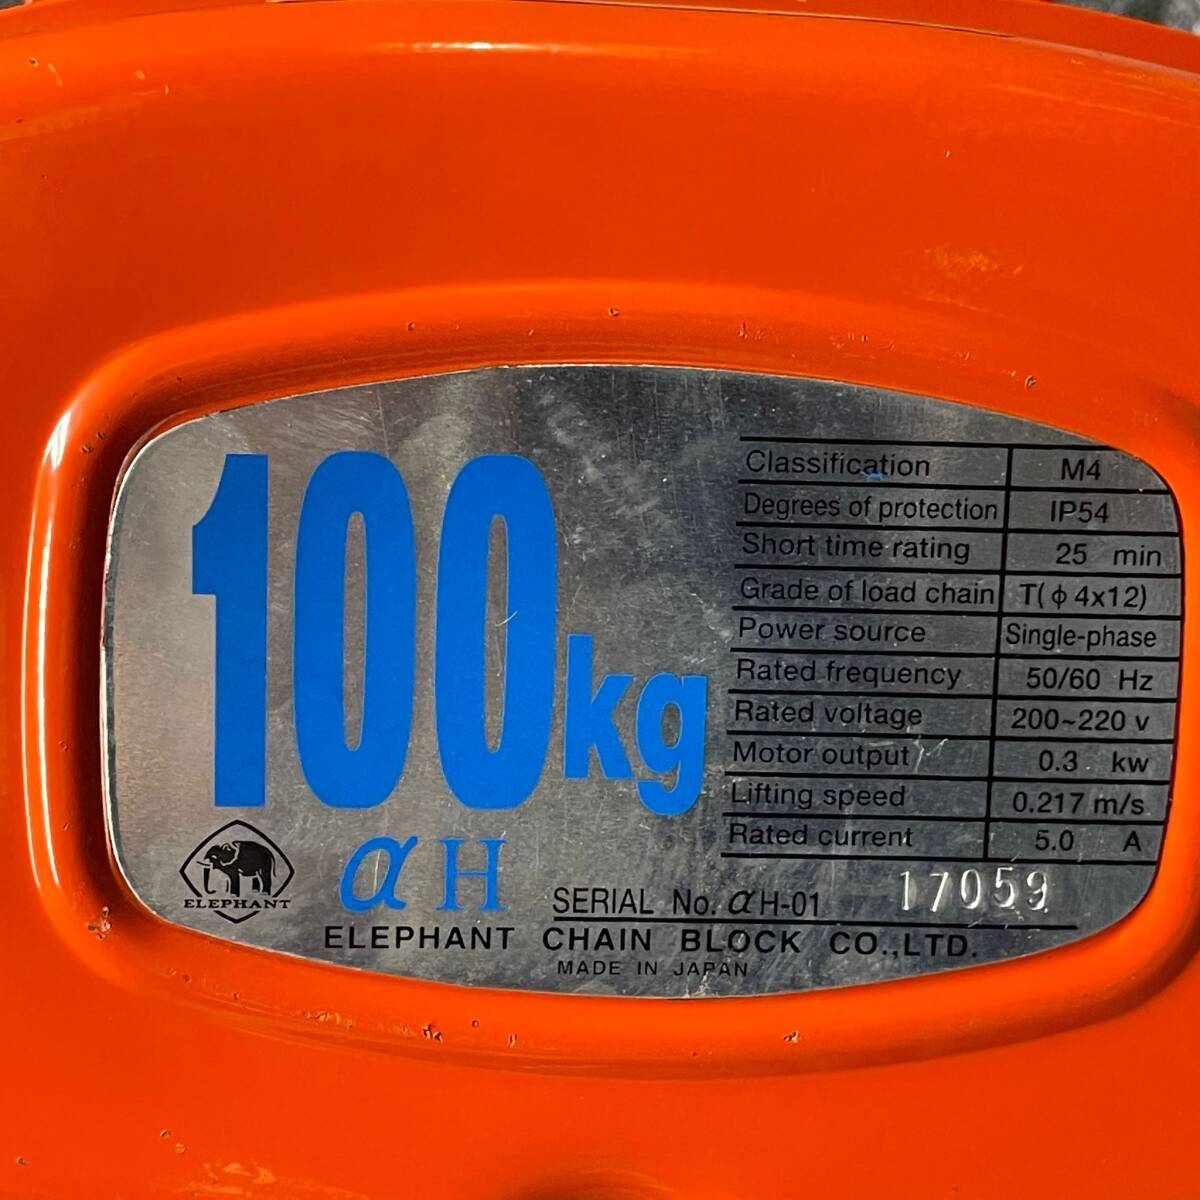 100kg
αH
ELEPHANT
Classification M4
Degrees of protection IP54
Short time rating 25 min
Grade of load chain T(ϕ4x12)
Power source Single-phase
Rated frequency 50/60 Hz
Rated voltage 200~220 v
Motor output 0.3 kw
Lifting speed 0.217 m/s
Rated current 5.0 A
SERIAL No. αH-01 17059
ELEPHANT CHAIN BLOCK CO.,LTD.
MADE IN JAPAN